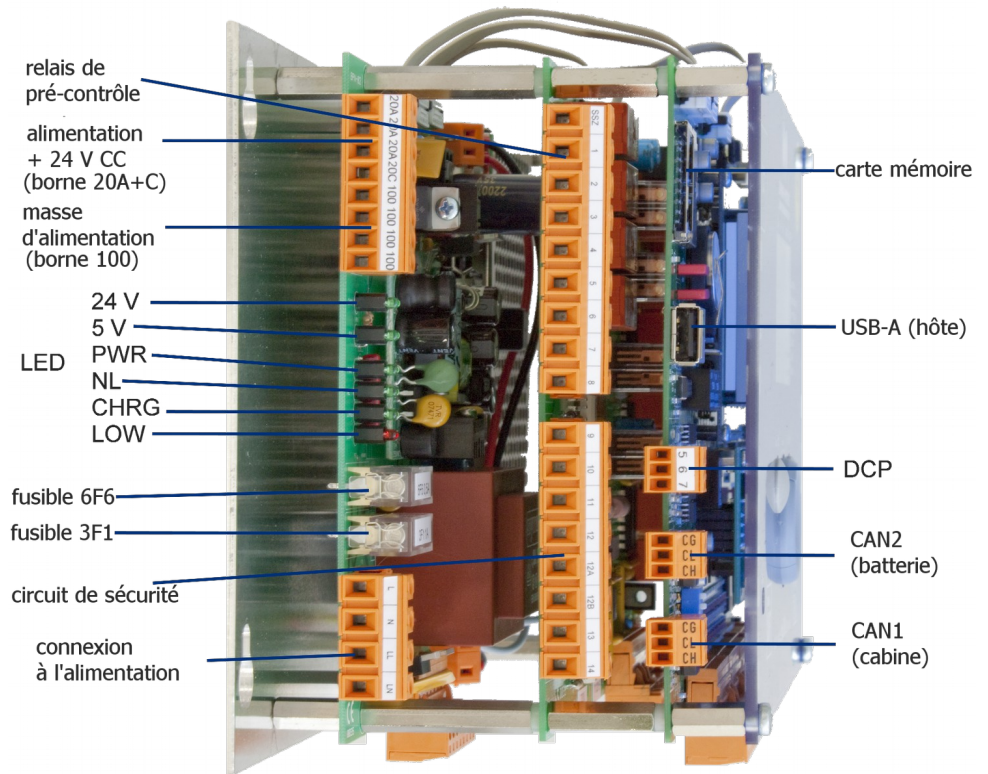 relais de
pré-contrôle
alimentation
+ 24 V CC
(borne 20A+C)
masse
d'alimentation
(borne 100)
24 V
5 V
LED
PWR
NL
CHRG
LOW
fusible 6F6
fusible 3F1
circuit de sécurité
connexion
à l'alimentation
20A 20A 20A 20C 100 100 100 100
L
N
LL
LN
SSZ
1
2
3
4
5
6
7
8
9
10
11
12
12A
12B
13
14
2200
carte mémoire
USB-A (hôte)
5 6 7
DCP
CG
CL
CH
CAN2
(batterie)
CG
CL
CH
CAN1
(cabine)